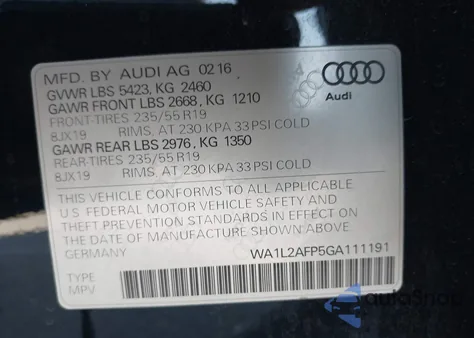 MFD. BY AUDI AG 02 16
GVWR LBS 5423, KG 2460
GAWR FRONT LBS 2668, KG 1210
FRONT-TIRES 235/55 R19
8JX19 RIMS, AT 230 KPA 33 PSI COLD
GAWR REAR LBS 2976, KG 1350
REAR-TIRES 235/55 R19
8JX19 RIMS, AT 230 KPA 33 PSI COLD
Audi
THIS VEHICLE CONFORMS TO ALL APPLICABLE
U.S FEDERAL MOTOR VEHICLE SAFETY AND
THEFT PREVENTION STANDARDS IN EFFECT ON
THE DATE OF MANUFACTURE SHOWN ABOVE.
GERMANY WA1L2AFP5GA111191
TYPE
MPV
autoShop